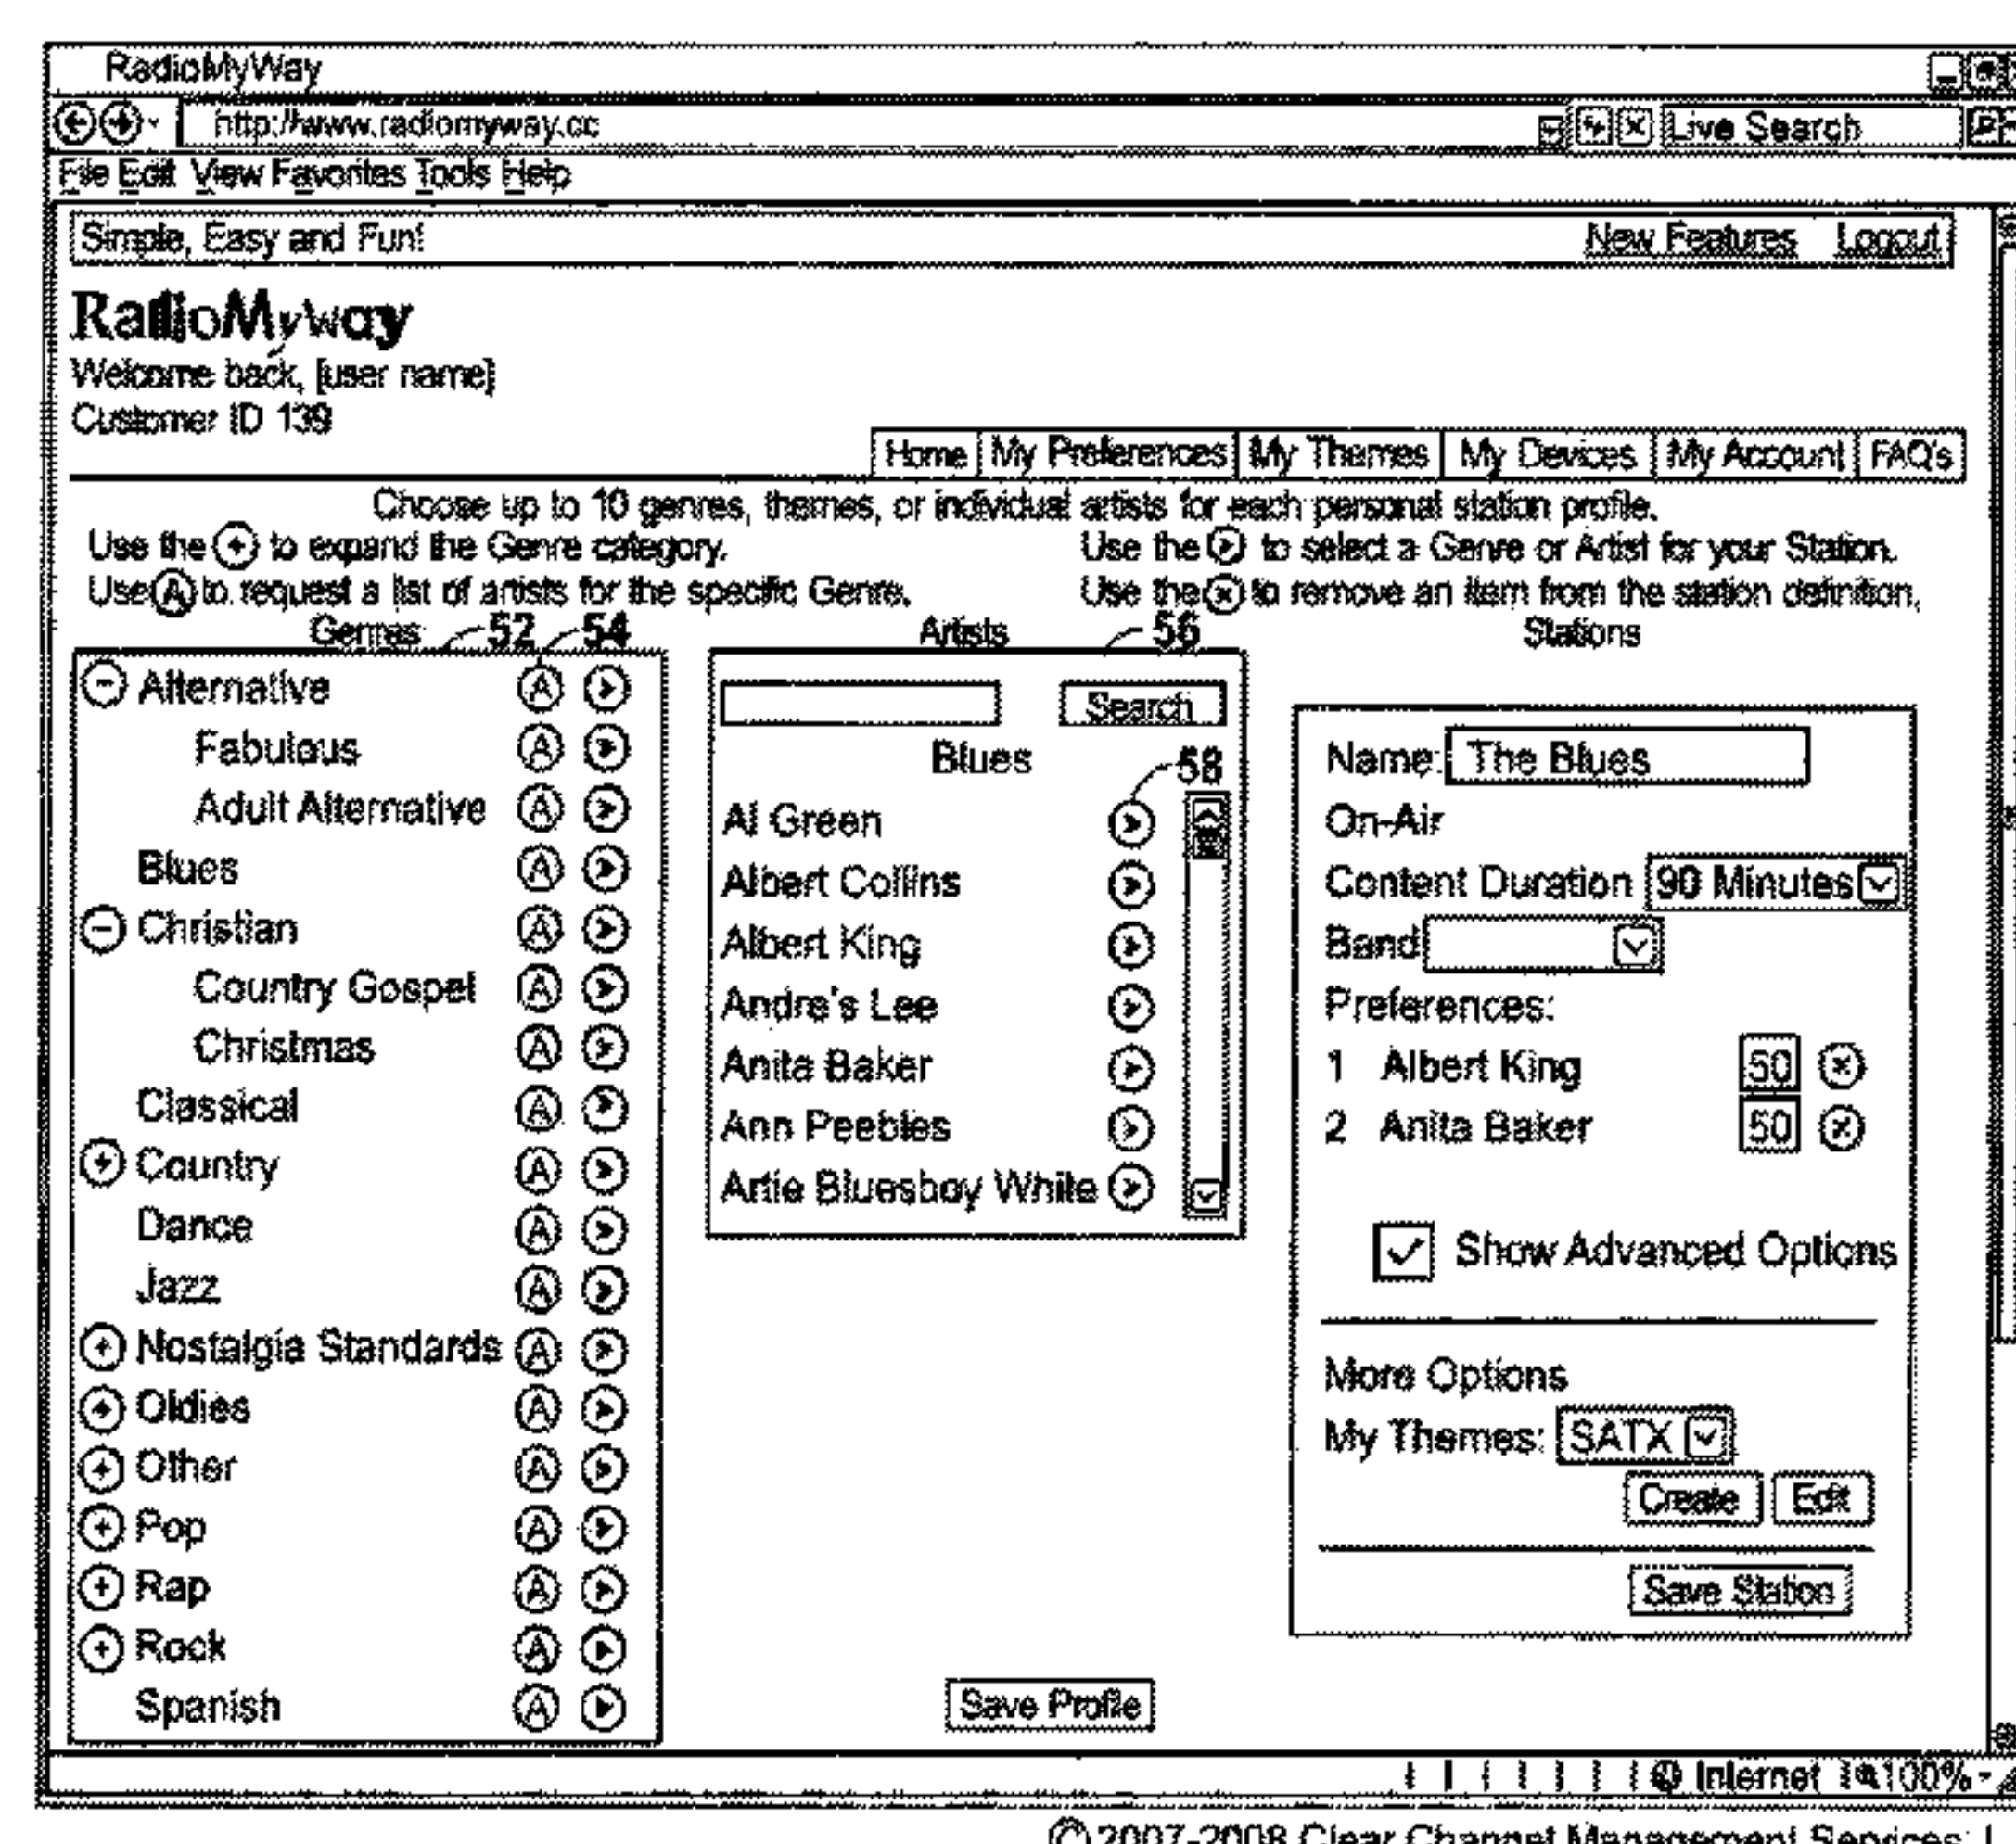 RadioMyWay
http://www.radiomyway.cc
Live Search
File Edit View Favorites Tools Help
Simple, Easy and Fun!
New Features Logout
RadioMyway
Welcome back, [user name]
Customer ID 139
Home My Preferences My Themes My Devices My Account FAQ's
Choose up to 10 genres, themes, or individual artists for each personal station profile.
Use the + to expand the Genre category.
Use A to request a list of artists for the specific Genre.
Use the to select a Genre or Artist for your Station.
Use the x to remove an item from the station definition.
Genres 52 54
Alternative A
Fabulous A
Adult Alternative A
Blues A
Christian A
Country Gospel A
Christmas A
Classical A
Country A
Dance A
Jazz A
Nostalgia Standards A
Oldies A
Other A
Pop A
Rap A
Rock A
Spanish A
Artists 56
Search
Blues
58
Al Green
Albert Collins
Albert King
Andre's Lee
Anita Baker
Ann Peebles
Artie Bluesboy White
Save Profile
Stations
Name: The Blues
On-Air
Content Duration 90 Minutes
Band
Preferences:
1 Albert King 50 x
2 Anita Baker 50 x
Show Advanced Options
More Options
My Themes: SATX
Create Edit
Save Station
Internet 100%
© 2007-2008 Clear Channel Management Services,